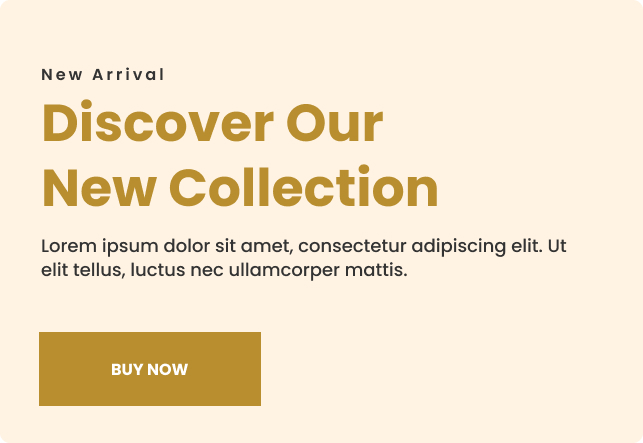 New Arrival
Discover Our
New Collection
Lorem ipsum dolor sit amet, consectetur adipiscing elit. Ut
elit tellus, luctus nec ullamcorper mattis.
BUY NOW